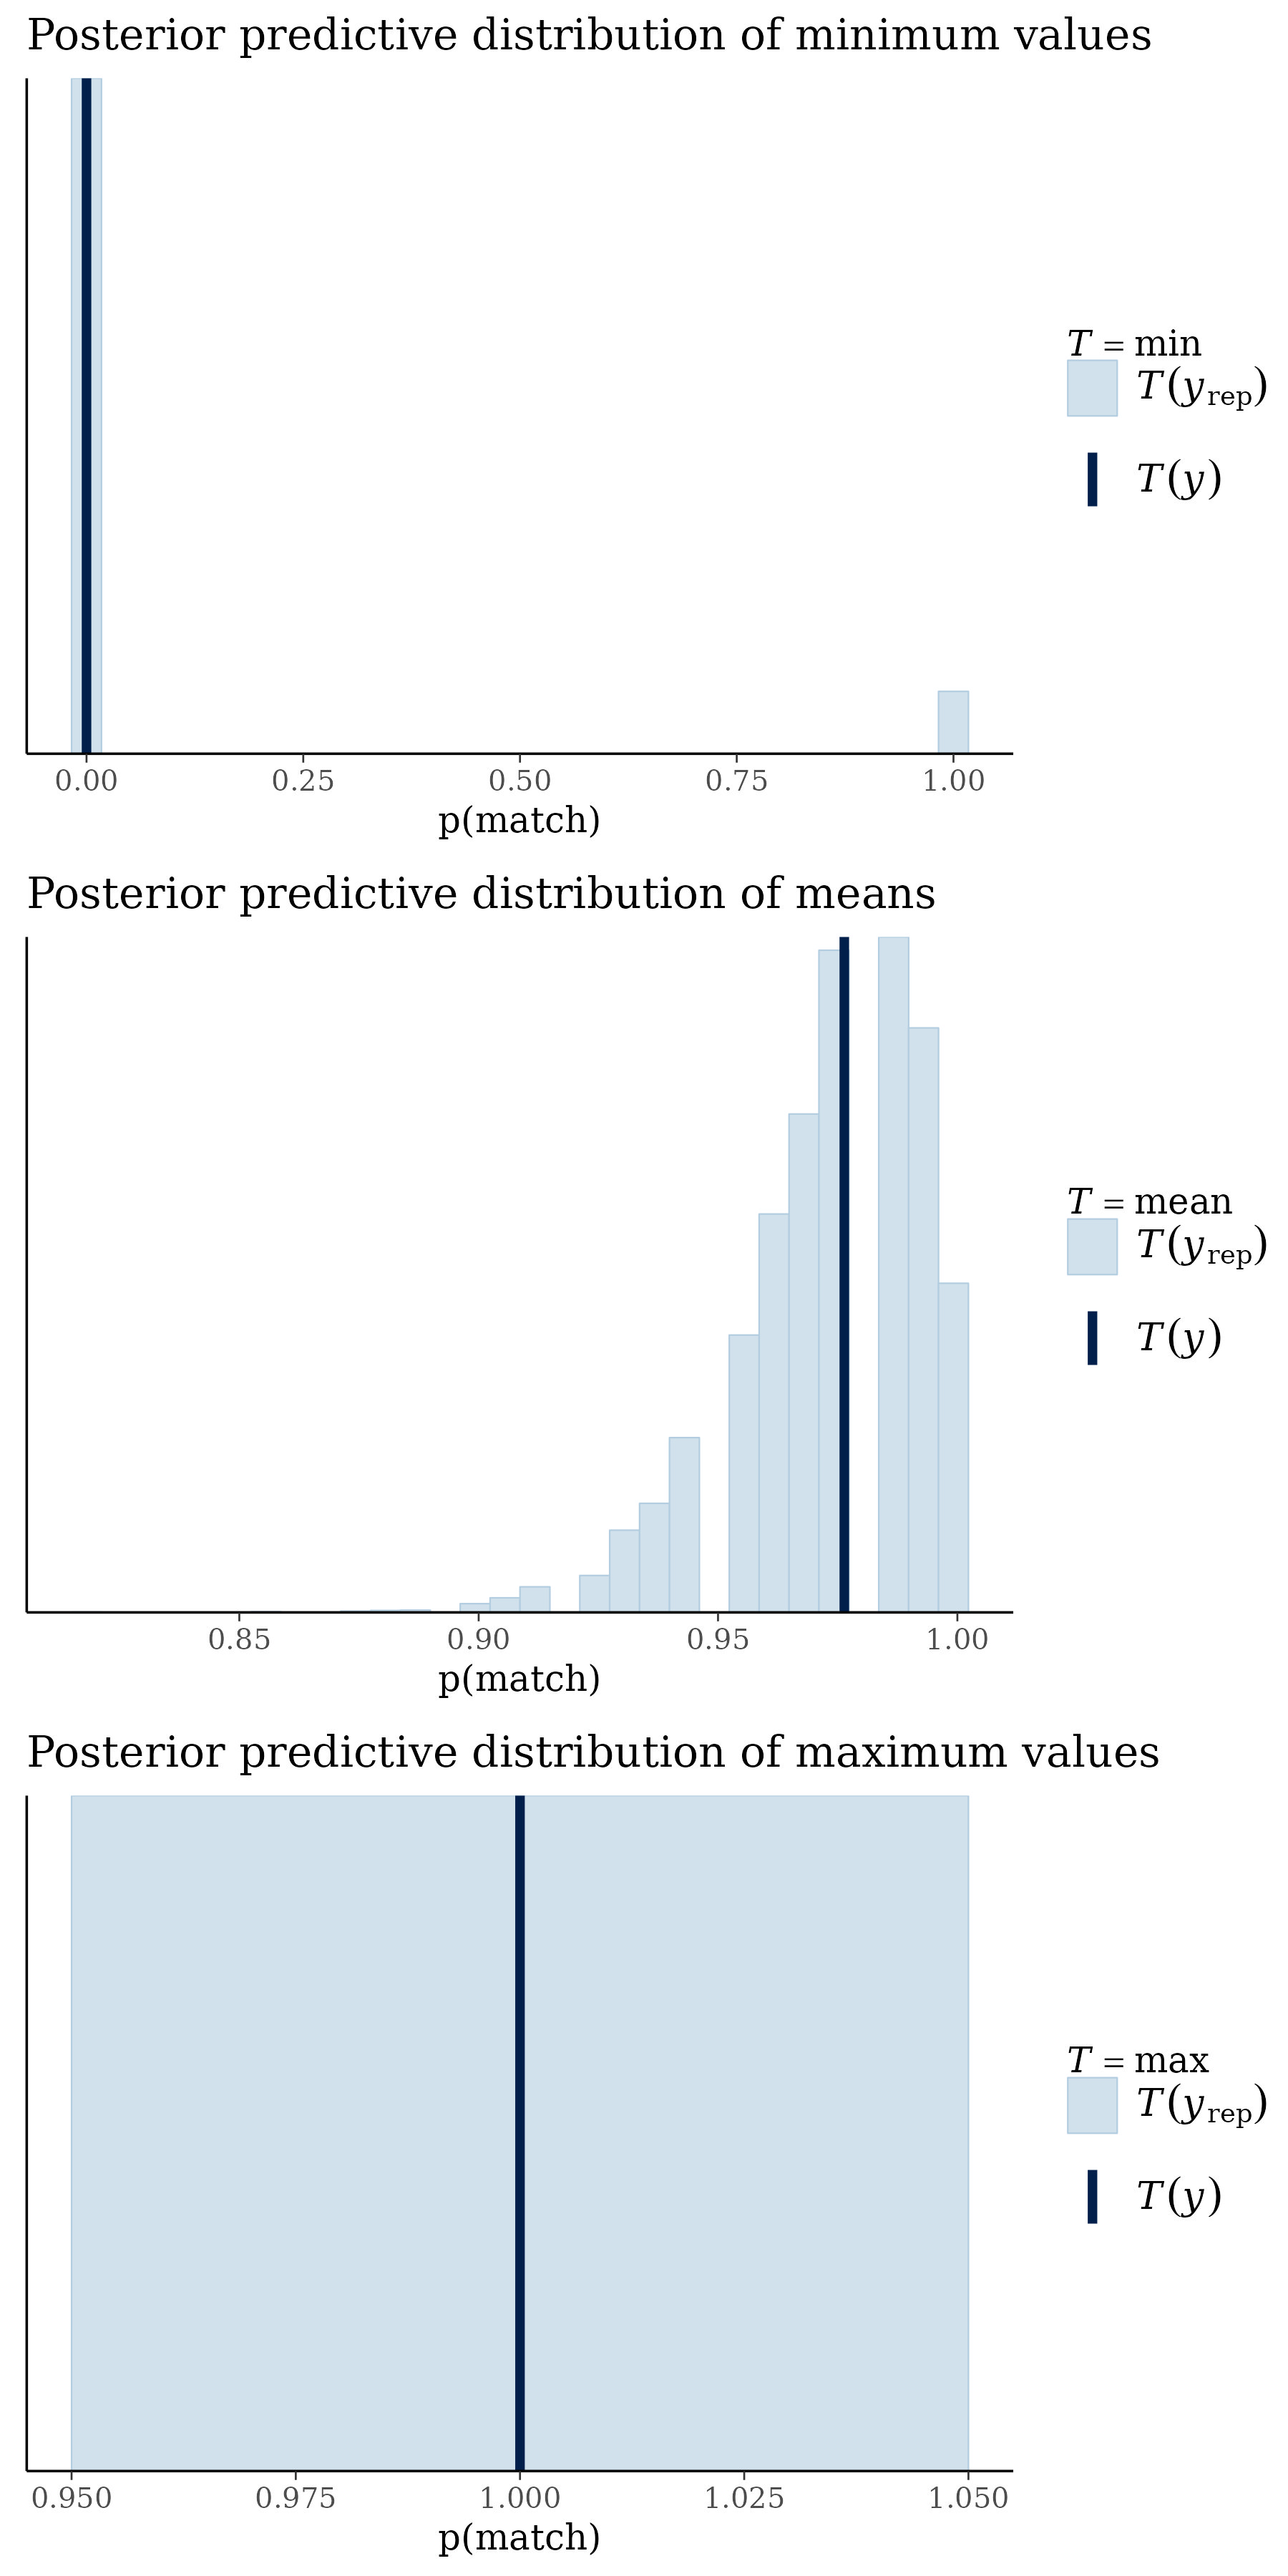 Posterior predictive distribution of minimum values
T = min
T(yrep)
T(y)
0.00 0.25 0.50 0.75 1.00
p(match)
Posterior predictive distribution of means
T = mean
T(yrep)
T(y)
0.85 0.90 0.95 1.00
p(match)
Posterior predictive distribution of maximum values
T = max
T(yrep)
T(y)
0.950 0.975 1.000 1.025 1.050
p(match)